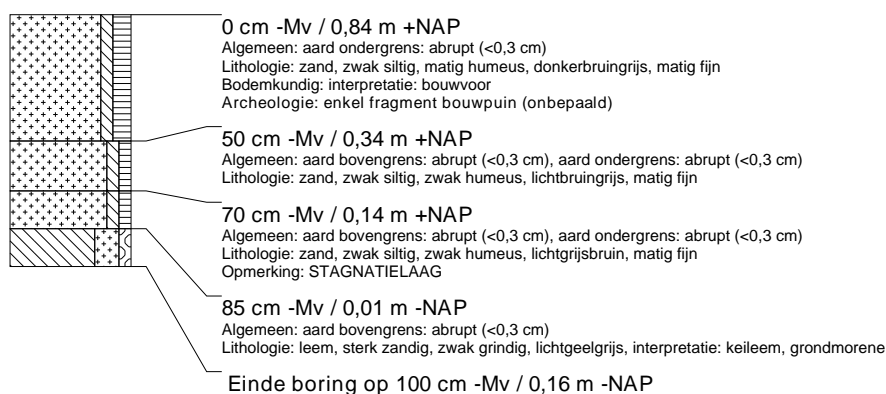 0 cm -Mv / 0,84 m +NAP
Algemeen: aard ondergrens: abrupt (<0,3 cm)
Lithologie: zand, zwak siltig, matig humeus, donkerbruingrijs, matig fijn
Bodemkundig: interpretatie: bouwvoor
Archeologie: enkel fragment bouwpuin (onbepaald)
50 cm -Mv / 0,34 m +NAP
Algemeen: aard bovengrens: abrupt (<0,3 cm), aard ondergrens: abrupt (<0,3 cm)
Lithologie: zand, zwak siltig, zwak humeus, lichtbruingrijs, matig fijn
70 cm -Mv / 0,14 m +NAP
Algemeen: aard bovengrens: abrupt (<0,3 cm), aard ondergrens: abrupt (<0,3 cm)
Lithologie: zand, zwak siltig, zwak humeus, lichtgrijsbruin, matig fijn
Opmerking: STAGNATIELAAG
85 cm -Mv / 0,01 m -NAP
Algemeen: aard bovengrens: abrupt (<0,3 cm)
Lithologie: leem, sterk zandig, zwak grindig, lichtgeelgrijs, interpretatie: keileem, grondmorene
Einde boring op 100 cm -Mv / 0,16 m -NAP